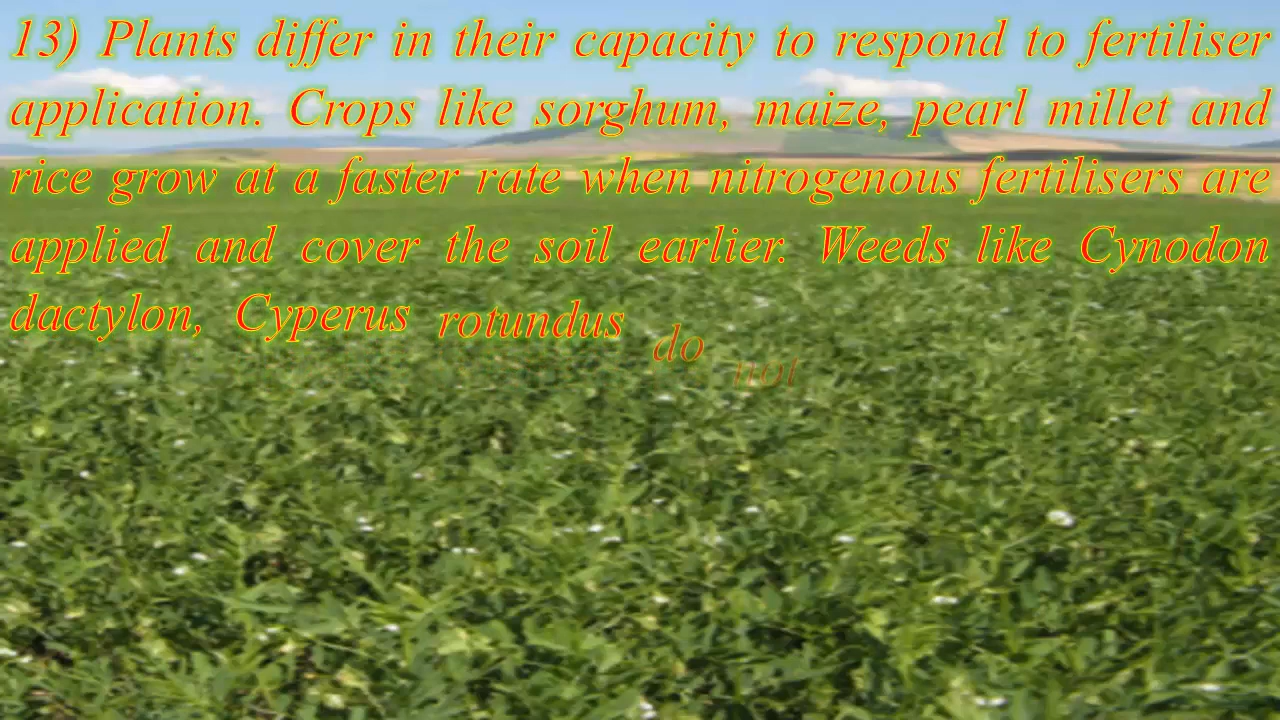 13) Plants differ in their capacity to respond to fertiliser
application. Crops like sorghum, maize, pearl millet and
rice grow at a faster rate when nitrogenous fertilisers are
applied and cover the soil earlier. Weeds like Cynodon
dactylon, Cyperus rotundus do not